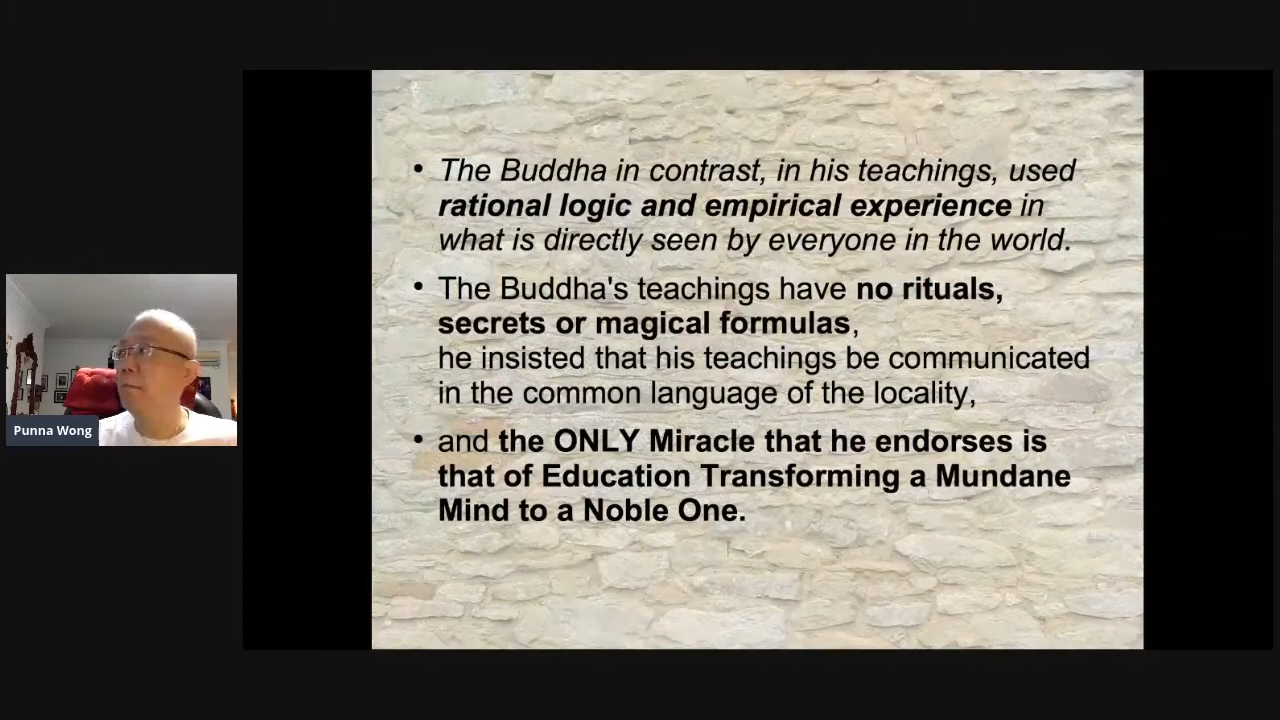 • The Buddha in contrast, in his teachings, used
rational logic and empirical experience in
what is directly seen by everyone in the world.
• The Buddha's teachings have no rituals,
secrets or magical formulas,
he insisted that his teachings be communicated
in the common language of the locality,
• and the ONLY Miracle that he endorses is
that of Education Transforming a Mundane
Mind to a Noble One.
Punna Wong